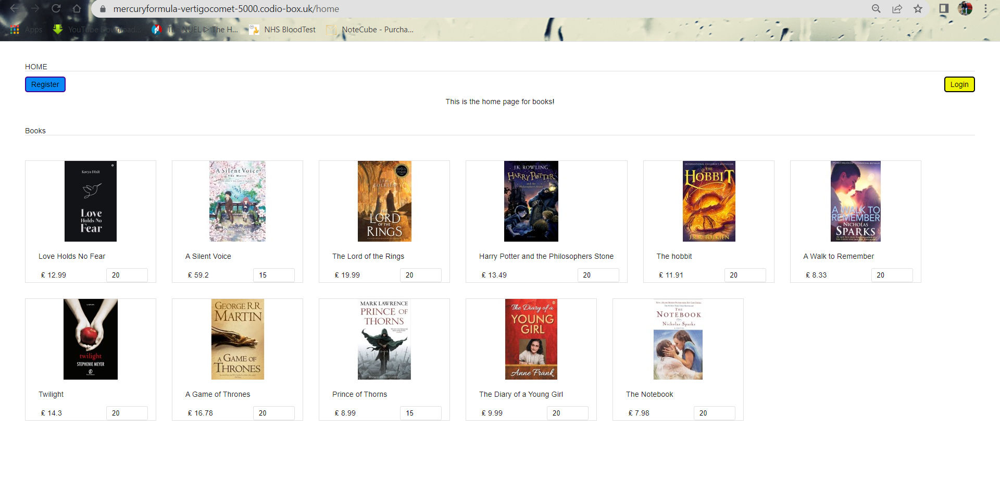 mercuryformula-vertigocomet-5000.codio-box.uk/home
Apps YouTube Download... The NUEL ▷ The H... NHS BloodTest NoteCube - Purcha...
HOME
Register Login
This is the home page for books!
Books
Kavya Dixit
Love
Holds No
Fear
A Silent Voice
The Movie
TOLKIEN
THE
LORD
OF THE
RINGS
J.K. ROWLING
HARRY POTTER
and the
Philosopher's Stone
INTERNATIONAL CHILDREN'S BESTSELLER
THE
HOBBIT
J.R.R. TOLKIEN
A WALK TO
REMEMBER
NICHOLAS
SPARKS
Love Holds No Fear A Silent Voice The Lord of the Rings Harry Potter and the Philosophers Stone The hobbit A Walk to Remember
£ 12.99 20 £ 59.2 15 £ 19.99 20 £ 13.49 20 £ 11.91 20 £ 8.33 20
twilight
STEPHENIE MEYER
GEORGE R.R.
MARTIN
A GAME OF
THRONES
MARK LAWRENCE
PRINCE OF
THORNS
The Diary of a
YOUNG
GIRL
Anne Frank
THE
NOTEBOOK
Nicholas Sparks
A NOVEL
Twilight A Game of Thrones Prince of Thorns The Diary of a Young Girl The Notebook
£ 14.3 20 £ 16.78 20 £ 8.99 15 £ 9.99 20 £ 7.98 20